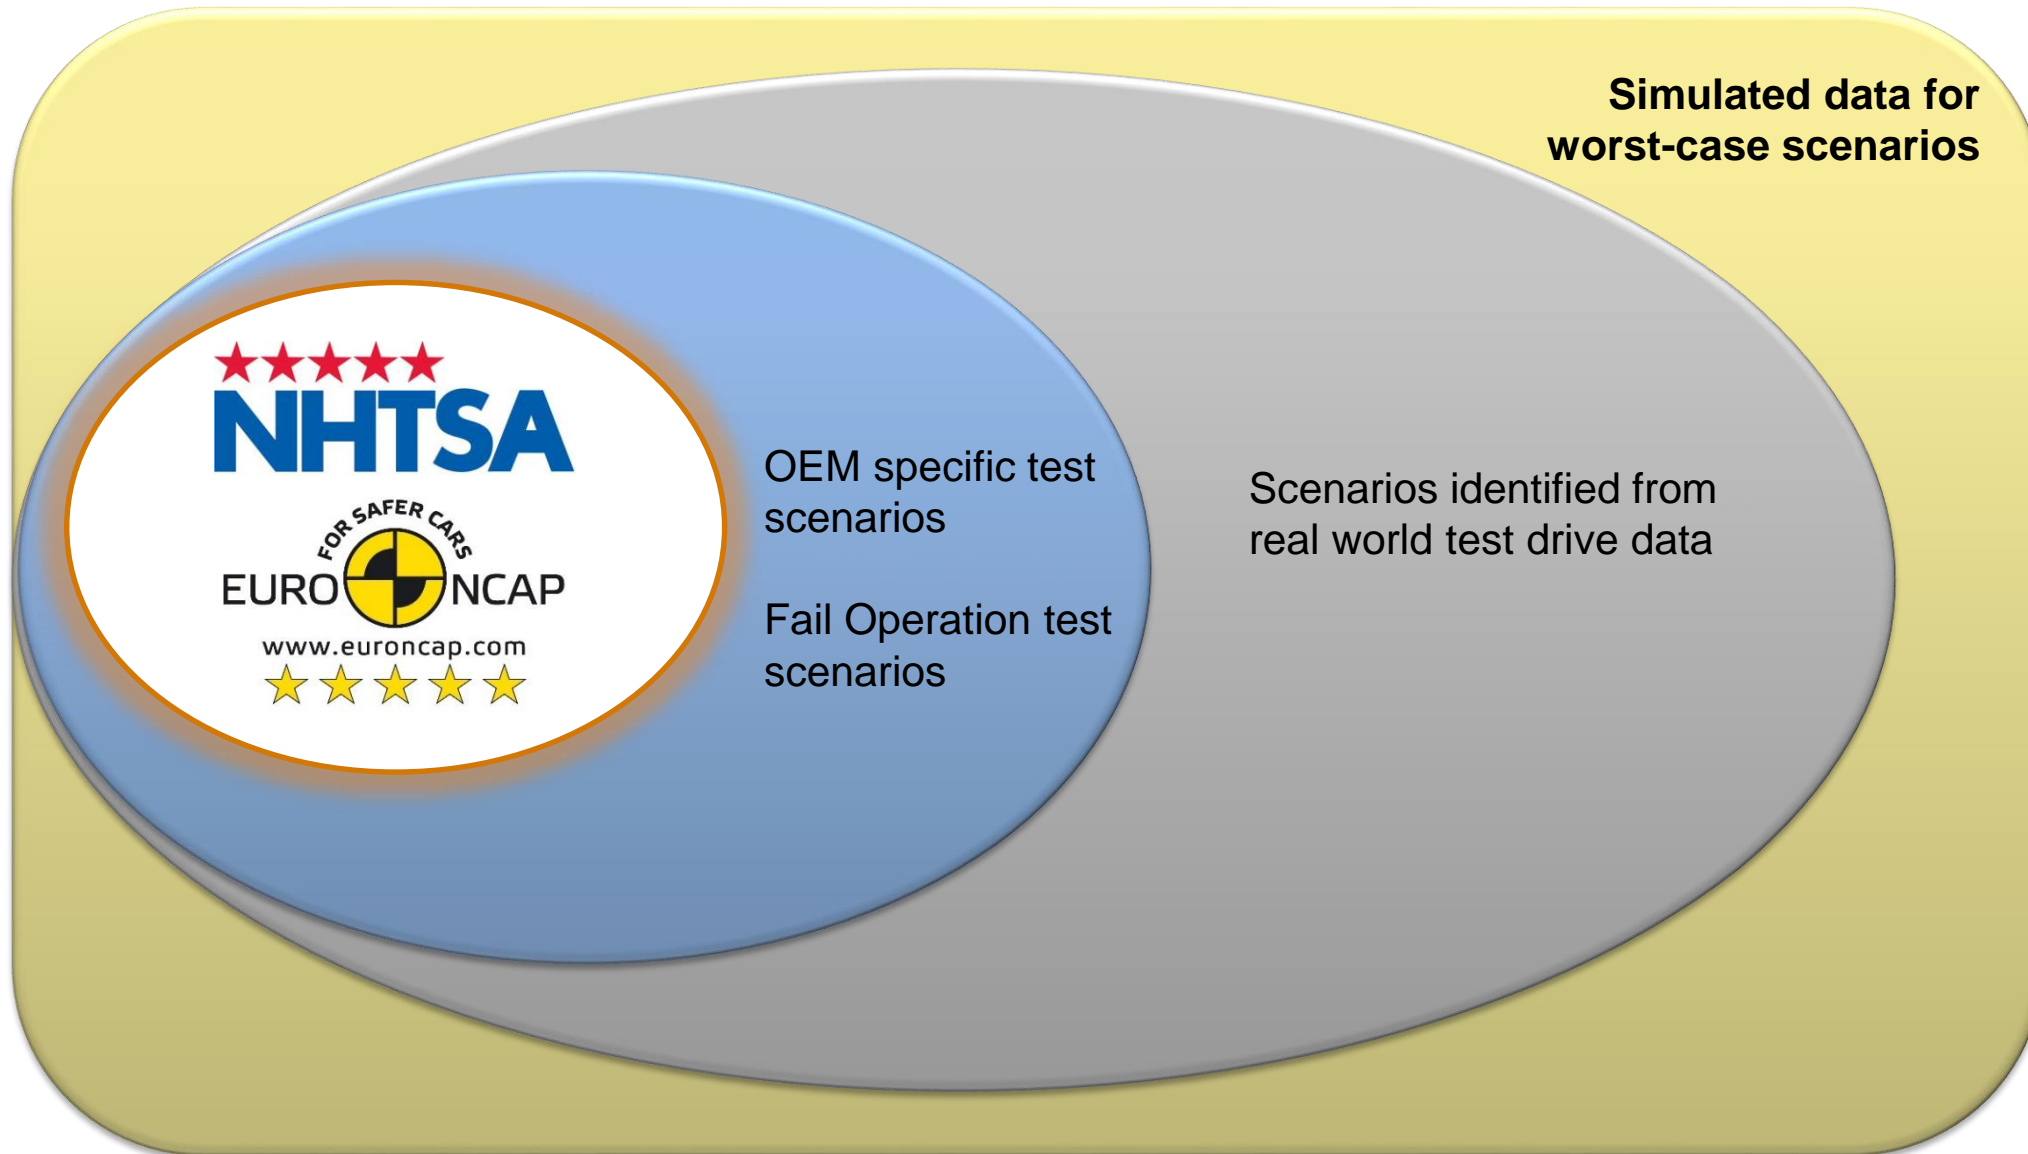 Simulated data for
worst-case scenarios
NHTSA
FOR SAFER CARS
EURO NCAP
www.euroncap.com
OEM specific test
scenarios
Fail Operation test
scenarios
Scenarios identified from
real world test drive data